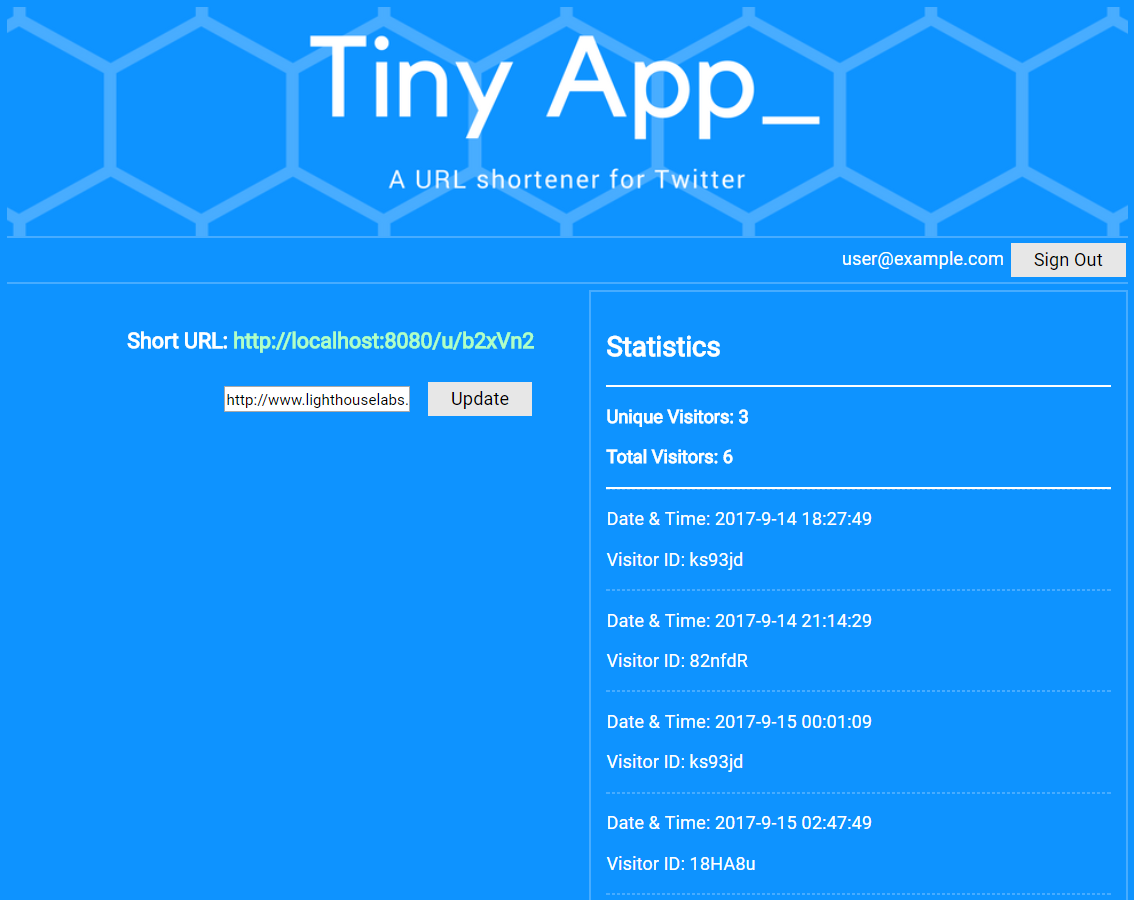 Tiny App_
A URL shortener for Twitter
user@example.com Sign Out
Short URL: http://localhost:8080/u/b2xVn2
http://www.lighthouselabs. Update
Statistics
Unique Visitors: 3
Total Visitors: 6
Date & Time: 2017-9-14 18:27:49
Visitor ID: ks93jd
Date & Time: 2017-9-14 21:14:29
Visitor ID: 82nfdR
Date & Time: 2017-9-15 00:01:09
Visitor ID: ks93jd
Date & Time: 2017-9-15 02:47:49
Visitor ID: 18HA8u